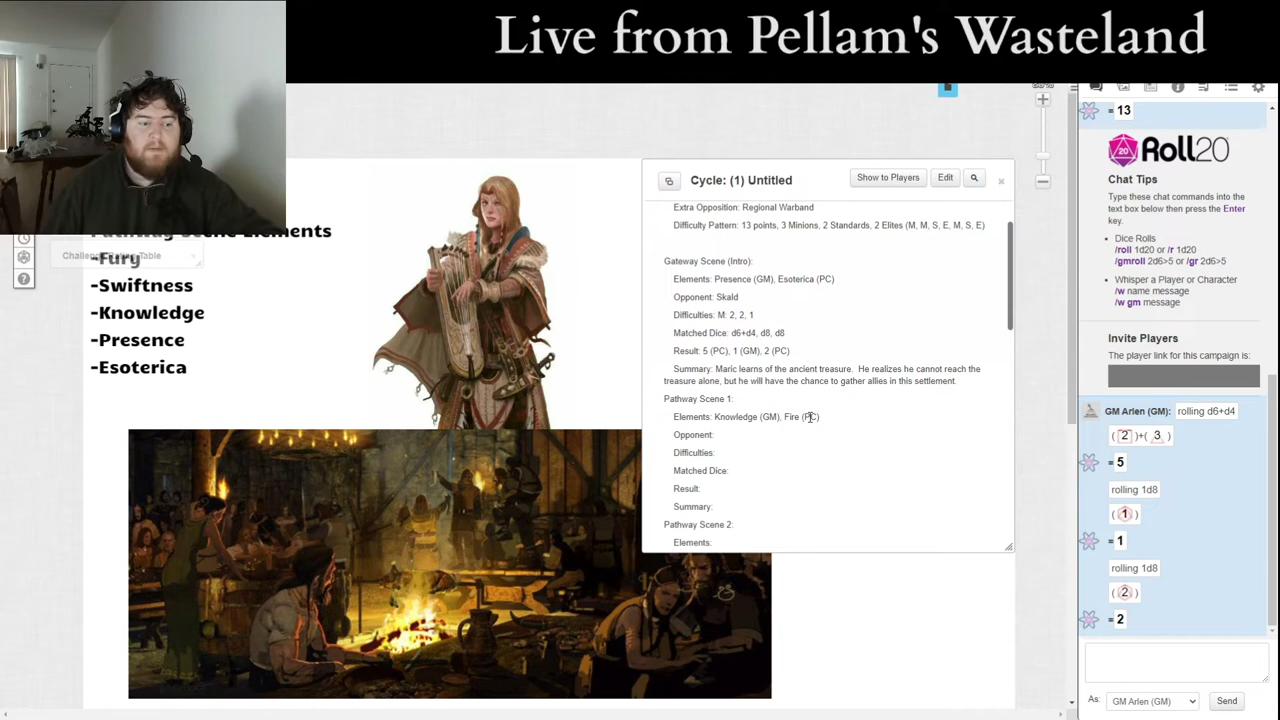 Live from Pellam's Wasteland
Pathway Scene Elements
-Fury
-Swiftness
-Knowledge
-Presence
-Esoterica
Cycle: (1) Untitled
Show to Players
Edit
Extra Opposition: Regional Warband
Difficulty Pattern: 13 points, 3 Minions, 2 Standards, 2 Elites (M, M, S, E, M, S, E)
Gateway Scene (Intro):
Elements: Presence (GM), Esoterica (PC)
Opponent: Skald
Difficulties: M: 2, 2, 1
Matched Dice: d6+d4, d8, d8
Result: 5 (PC), 1 (GM), 2 (PC)
Summary: Maric learns of the ancient treasure. He realizes he cannot reach the
treasure alone, but he will have the chance to gather allies in this settlement.
Pathway Scene 1:
Elements: Knowledge (GM), Fire (PC)
Opponent:
Difficulties:
Matched Dice:
Result:
Summary:
Pathway Scene 2:
Elements:
= 13
20
Roll20
Chat Tips
Type these chat commands into the
text box below then press the Enter
key.
Dice Rolls
/roll 1d20 or /r 1d20
/gmroll 2d6>5 or /gr 2d6>5
Whisper a Player or Character
/w name message
/w gm message
Invite Players
The player link for this campaign is:
GM Arlen (GM): rolling d6+d4
(2)+(3)
= 5
rolling 1d8
(1)
= 1
rolling 1d8
(2)
= 2
As:
GM Arlen (GM)
Send